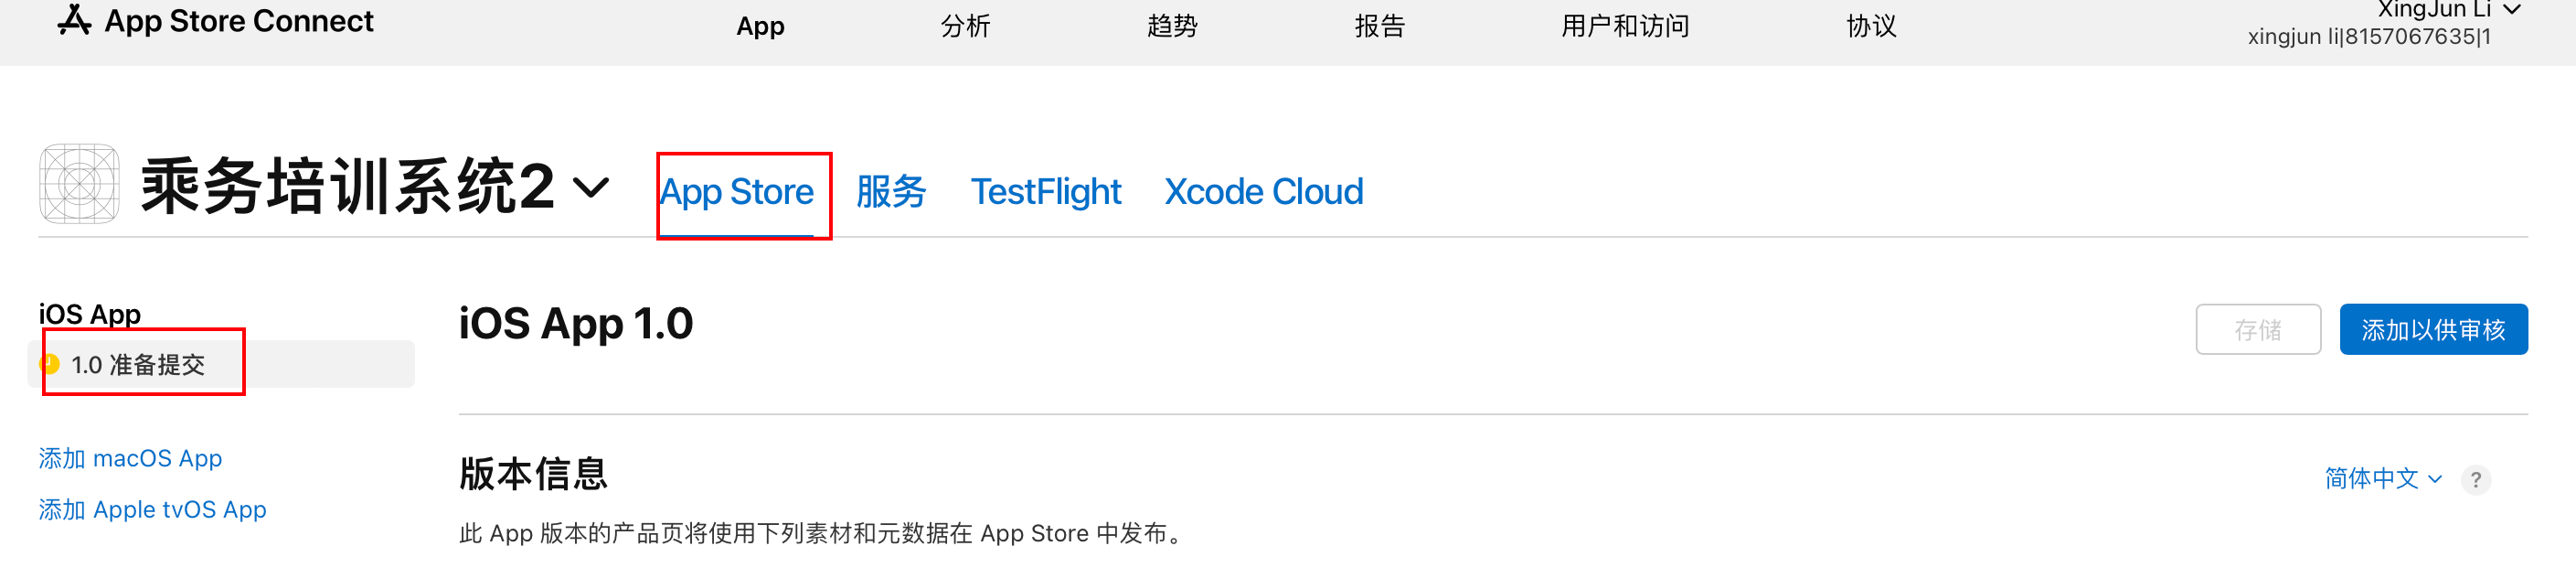 App Store Connect
App 分析 趋势 报告 用户和访问 协议
XingJun Li
xingjun li|8157067635|1
乘务培训系统2
App Store 服务 TestFlight Xcode Cloud
iOS App
1.0 准备提交
添加 macOS App
添加 Apple tvOS App
iOS App 1.0
存储 添加以供审核
版本信息
简体中文 ?
此 App 版本的产品页将使用下列素材和元数据在 App Store 中发布。